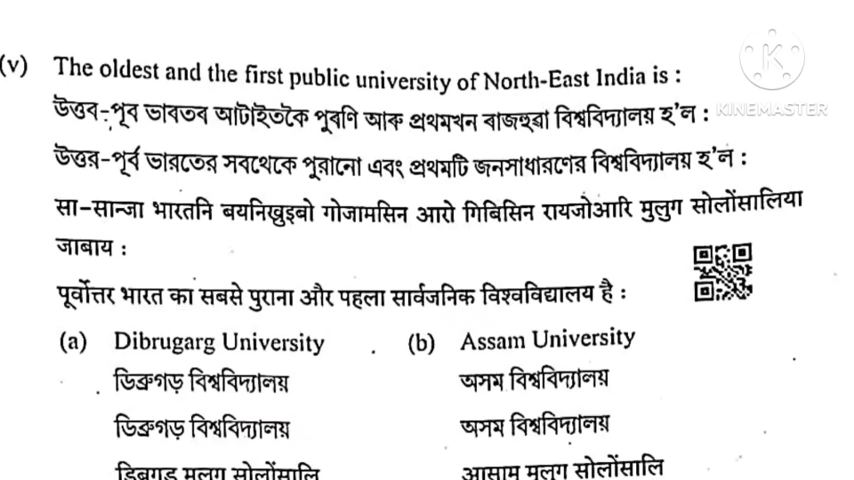 (v) The oldest and the first public university of North-East India is :
KINEMASTER
উত্তৰ-পূব ভাৰতৰ আটাইতকৈ পুৰণি আৰু প্ৰথমখন ৰাজহুৱা বিশ্ববিদ্যালয় হ'ল :
উত্তর-পূর্ব ভারতের সবথেকে পুরানো এবং প্রথমটি জনসাধারণের বিশ্ববিদ্যালয় হ'ল :
सा-सान्जा भारतनि बयनिख्रुइबो गोजामसिन आरो गिबिसिन रायजोआरि मुलुग सोलोंसालिया
जाबाय :
पूर्वोत्तर भारत का सबसे पुराना और पहला सार्वजनिक विश्वविद्यालय है :
(a) Dibrugarg University (b) Assam University
ডিব্ৰুগড় বিশ্ববিদ্যালয় অসম বিশ্ববিদ্যালয়
ডিব্রুগড় বিশ্ববিদ্যালয় অসম বিশ্ববিদ্যালয়
डिब्रुगड़ मुलुग सोलोंसालि आसाम मुलुग सोलोंसालि